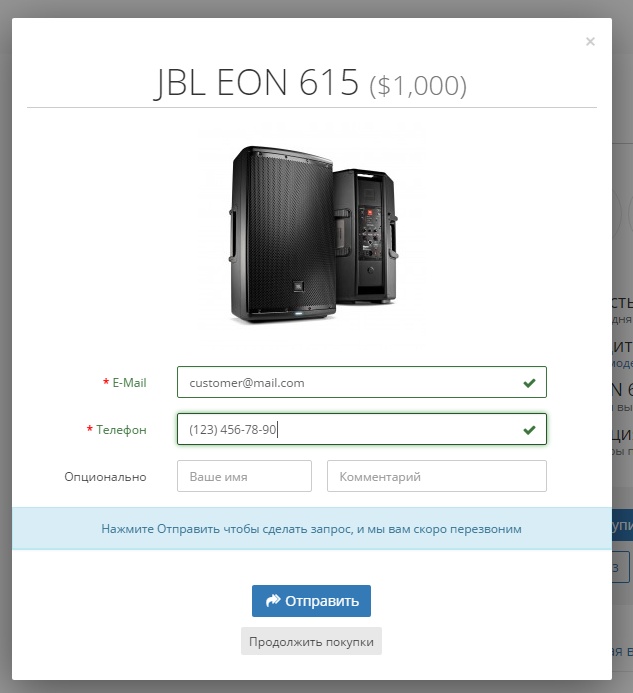 ×
JBL EON 615 ($1,000)
JBL
* E-Mail
customer@mail.com
* Телефон
(123) 456-78-90
Опционально
Ваше имя
Комментарий
Нажмите Отправить чтобы сделать запрос, и мы вам скоро перезвоним
Отправить
Продолжить покупки